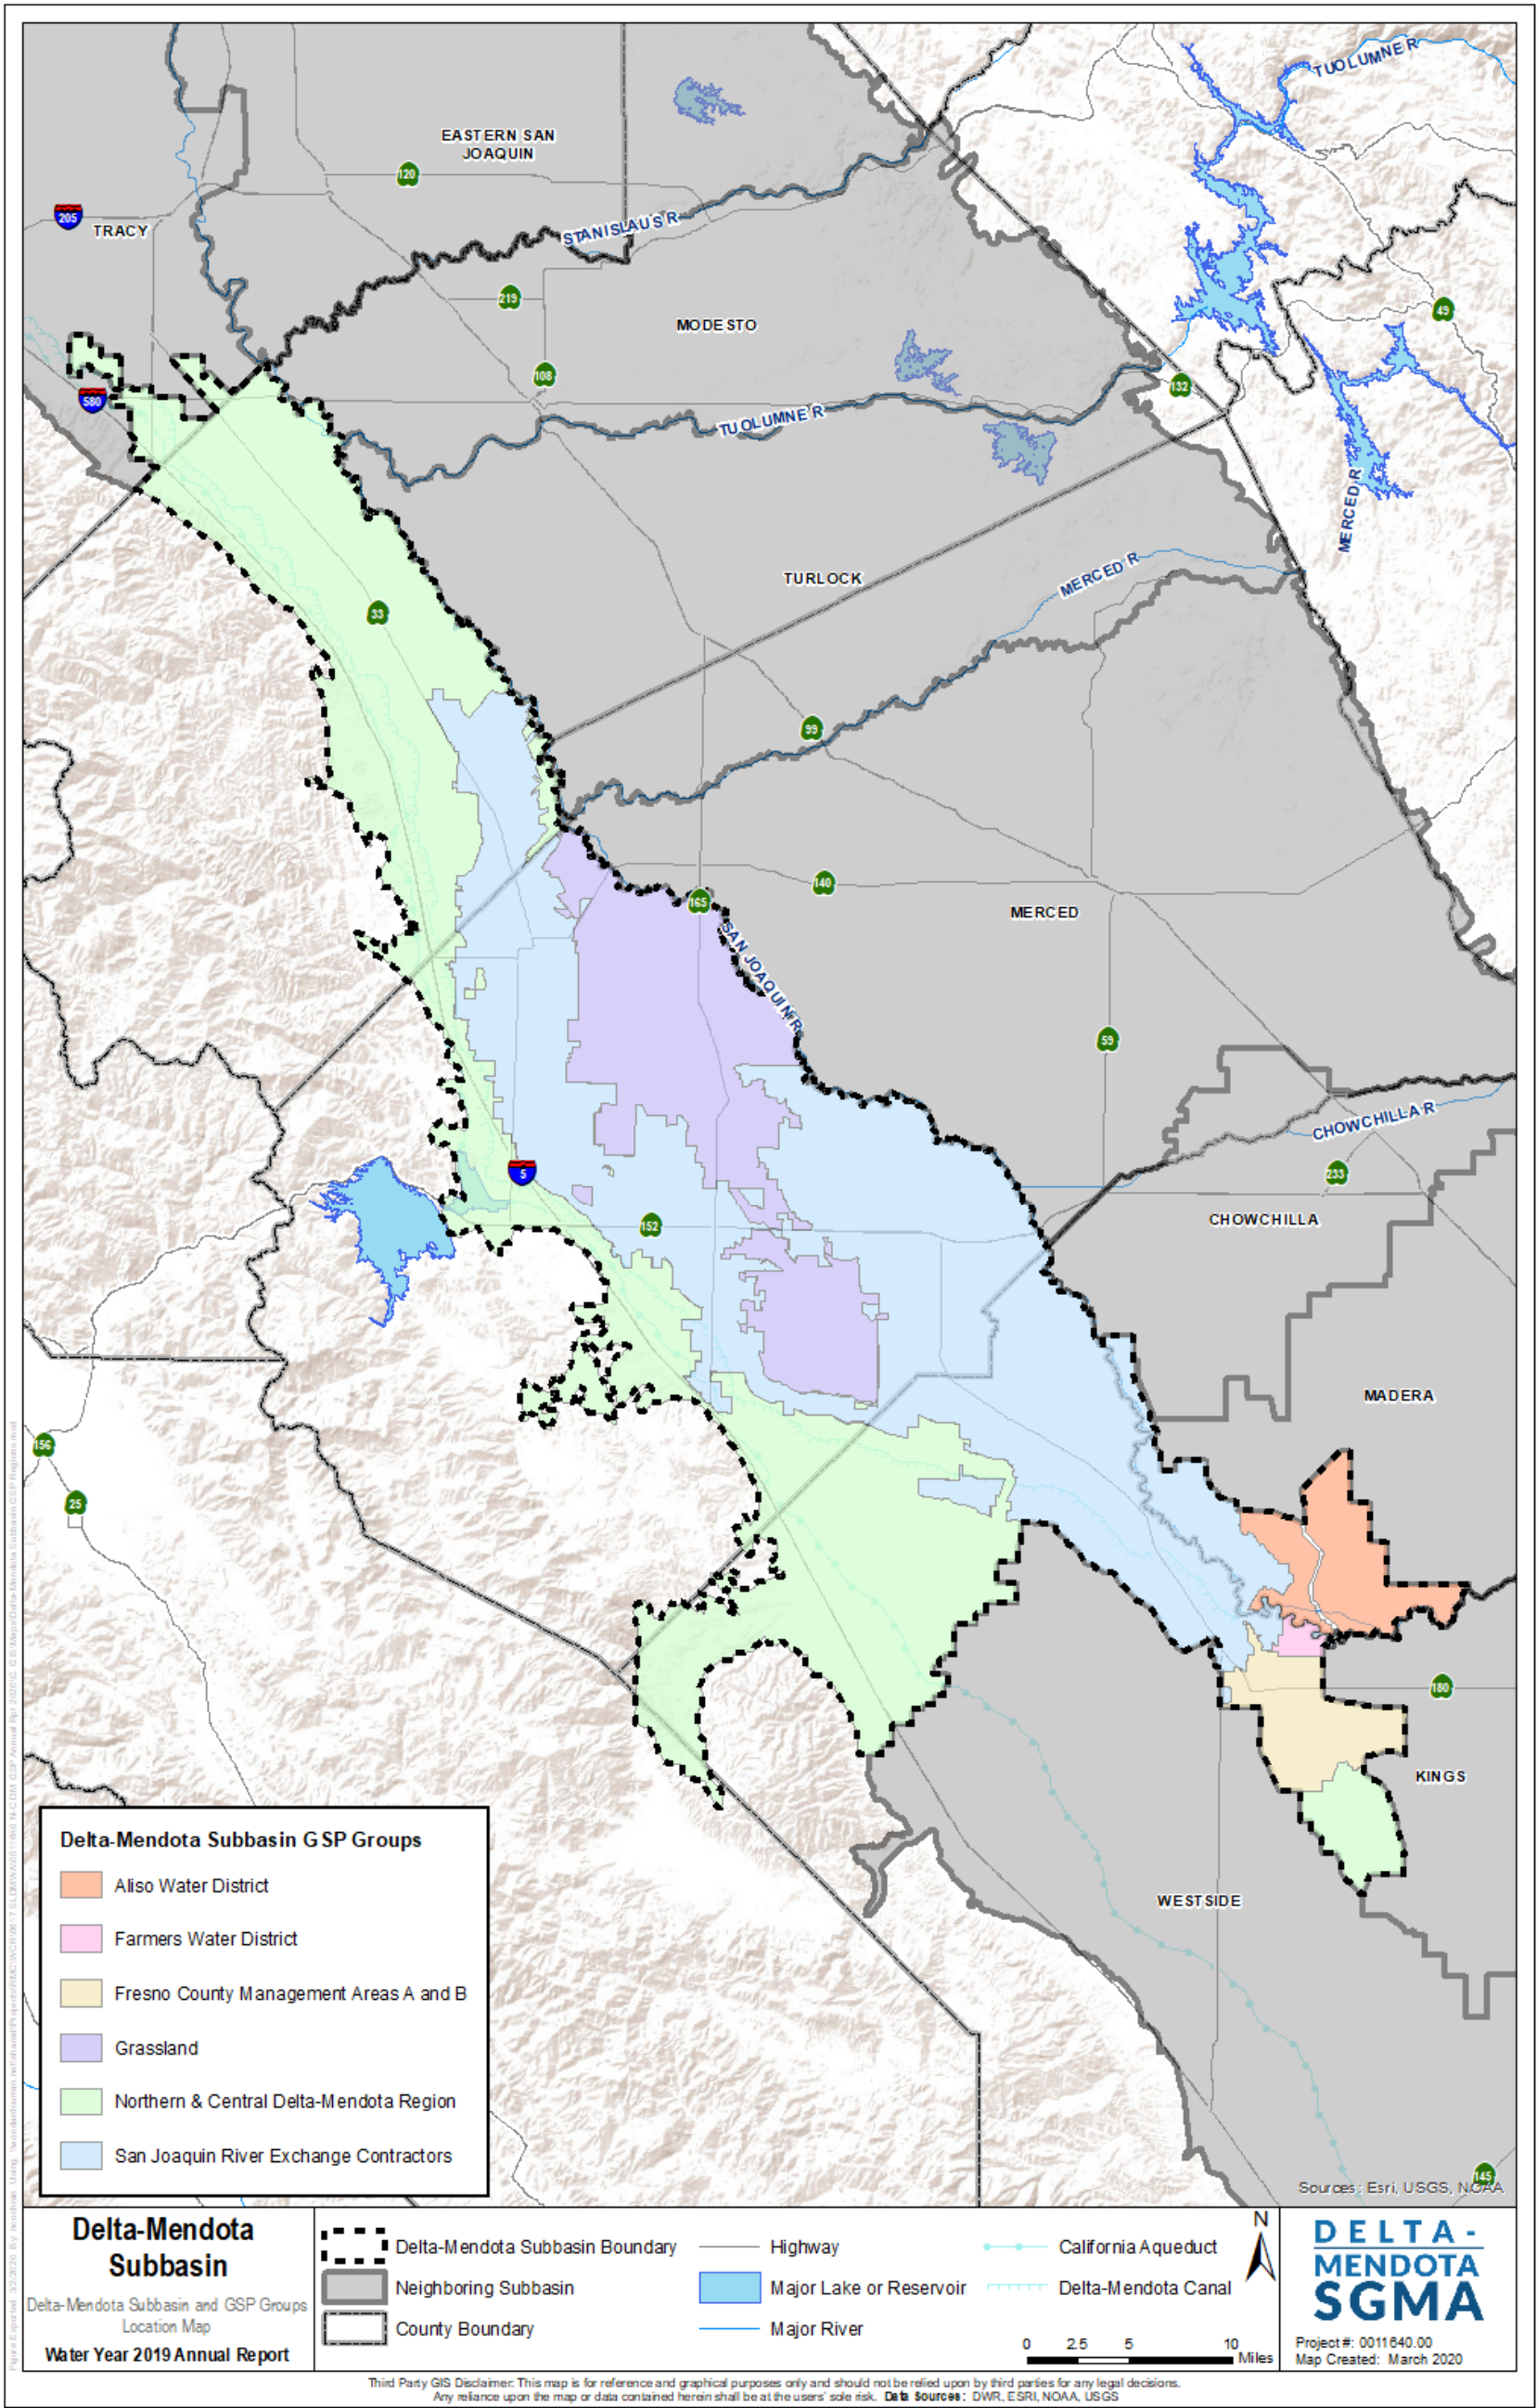 TUOLUMNE R
EASTERN SAN
JOAQUIN
120
205
TRACY
STANISLAUS R
219
MODESTO
49
108
132
580
TUOLUMNE R
MERCED R
TURLOCK
MERCED R
33
99
140
165
MERCED
SAN JOAQUIN R
59
CHOWCHILLA R
233
5
152
CHOWCHILLA
MADERA
156
25
180
KINGS
WESTSIDE
145
Sources: Esri, USGS, NOAA
Delta-Mendota Subbasin GSP Groups
Aliso Water District
Farmers Water District
Fresno County Management Areas A and B
Grassland
Northern & Central Delta-Mendota Region
San Joaquin River Exchange Contractors
Delta-Mendota
Subbasin
Delta-Mendota Subbasin and GSP Groups
Location Map
Water Year 2019 Annual Report
Delta-Mendota Subbasin Boundary
Neighboring Subbasin
County Boundary
Highway
Major Lake or Reservoir
Major River
California Aqueduct
Delta-Mendota Canal
N
0 2.5 5 10
Miles
DELTA-
MENDOTA
SGMA
Project #: 0011640.00
Map Created: March 2020
Third Party GIS Disclaimer: This map is for reference and graphical purposes only and should not be relied upon by third parties for any legal decisions.
Any reliance upon the map or data contained herein shall be at the users' sole risk. Data Sources: DWR, ESRI, NOAA, USGS